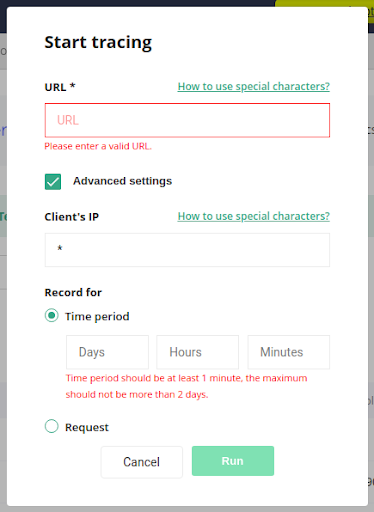 Start tracing
URL * How to use special characters?
URL
Please enter a valid URL.
Advanced settings
Client's IP How to use special characters?
*
Record for
Time period
Days Hours Minutes
Time period should be at least 1 minute, the maximum
should not be more than 2 days.
Request
Cancel Run